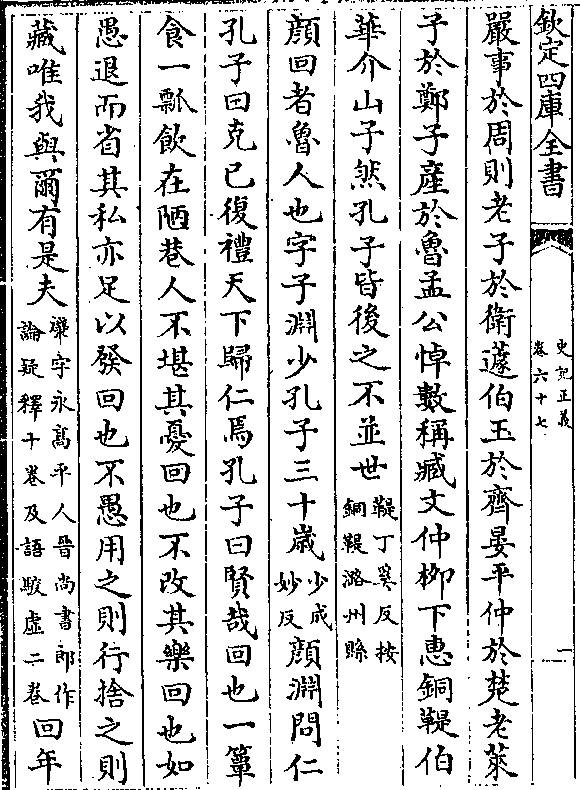 欽定四庫全書
史記正義
卷六十七
一
嚴事於周則老子於衛蘧伯玉於齊晏平仲於楚老萊
子於鄭子產於魯孟公悼數稱臧文仲柳下惠銅鞮伯
華介山子然孔子皆後之不並世鞮丁奚反按銅鞮潞州縣
顏回者魯人也字子淵少孔子三十歲少成妙反顏淵問仁
孔子曰克已復禮天下歸仁焉孔子曰賢哉回也一簞
食一瓢飲在陋巷人不堪其憂回也不改其樂回也如
愚退而省其私亦足以發回也不愚用之則行捨之則
藏唯我與爾有是夫肇字永髙平人晉尚書郎作論疑釋十卷及語駮虛二卷回年